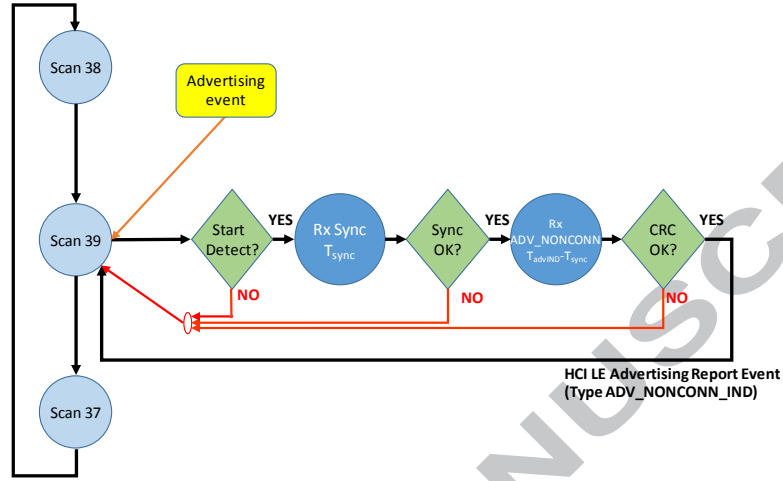 Scan 38
Advertising
event
Scan 39
Start
Detect?
YES
Rx Sync
Tsync
Sync
OK?
YES
Rx
ADV_NONCONN
TadvIND-Tsync
CRC
OK?
YES
NO
NO
NO
HCI LE Advertising Report Event
(Type ADV_NONCONN_IND)
Scan 37
NUSC